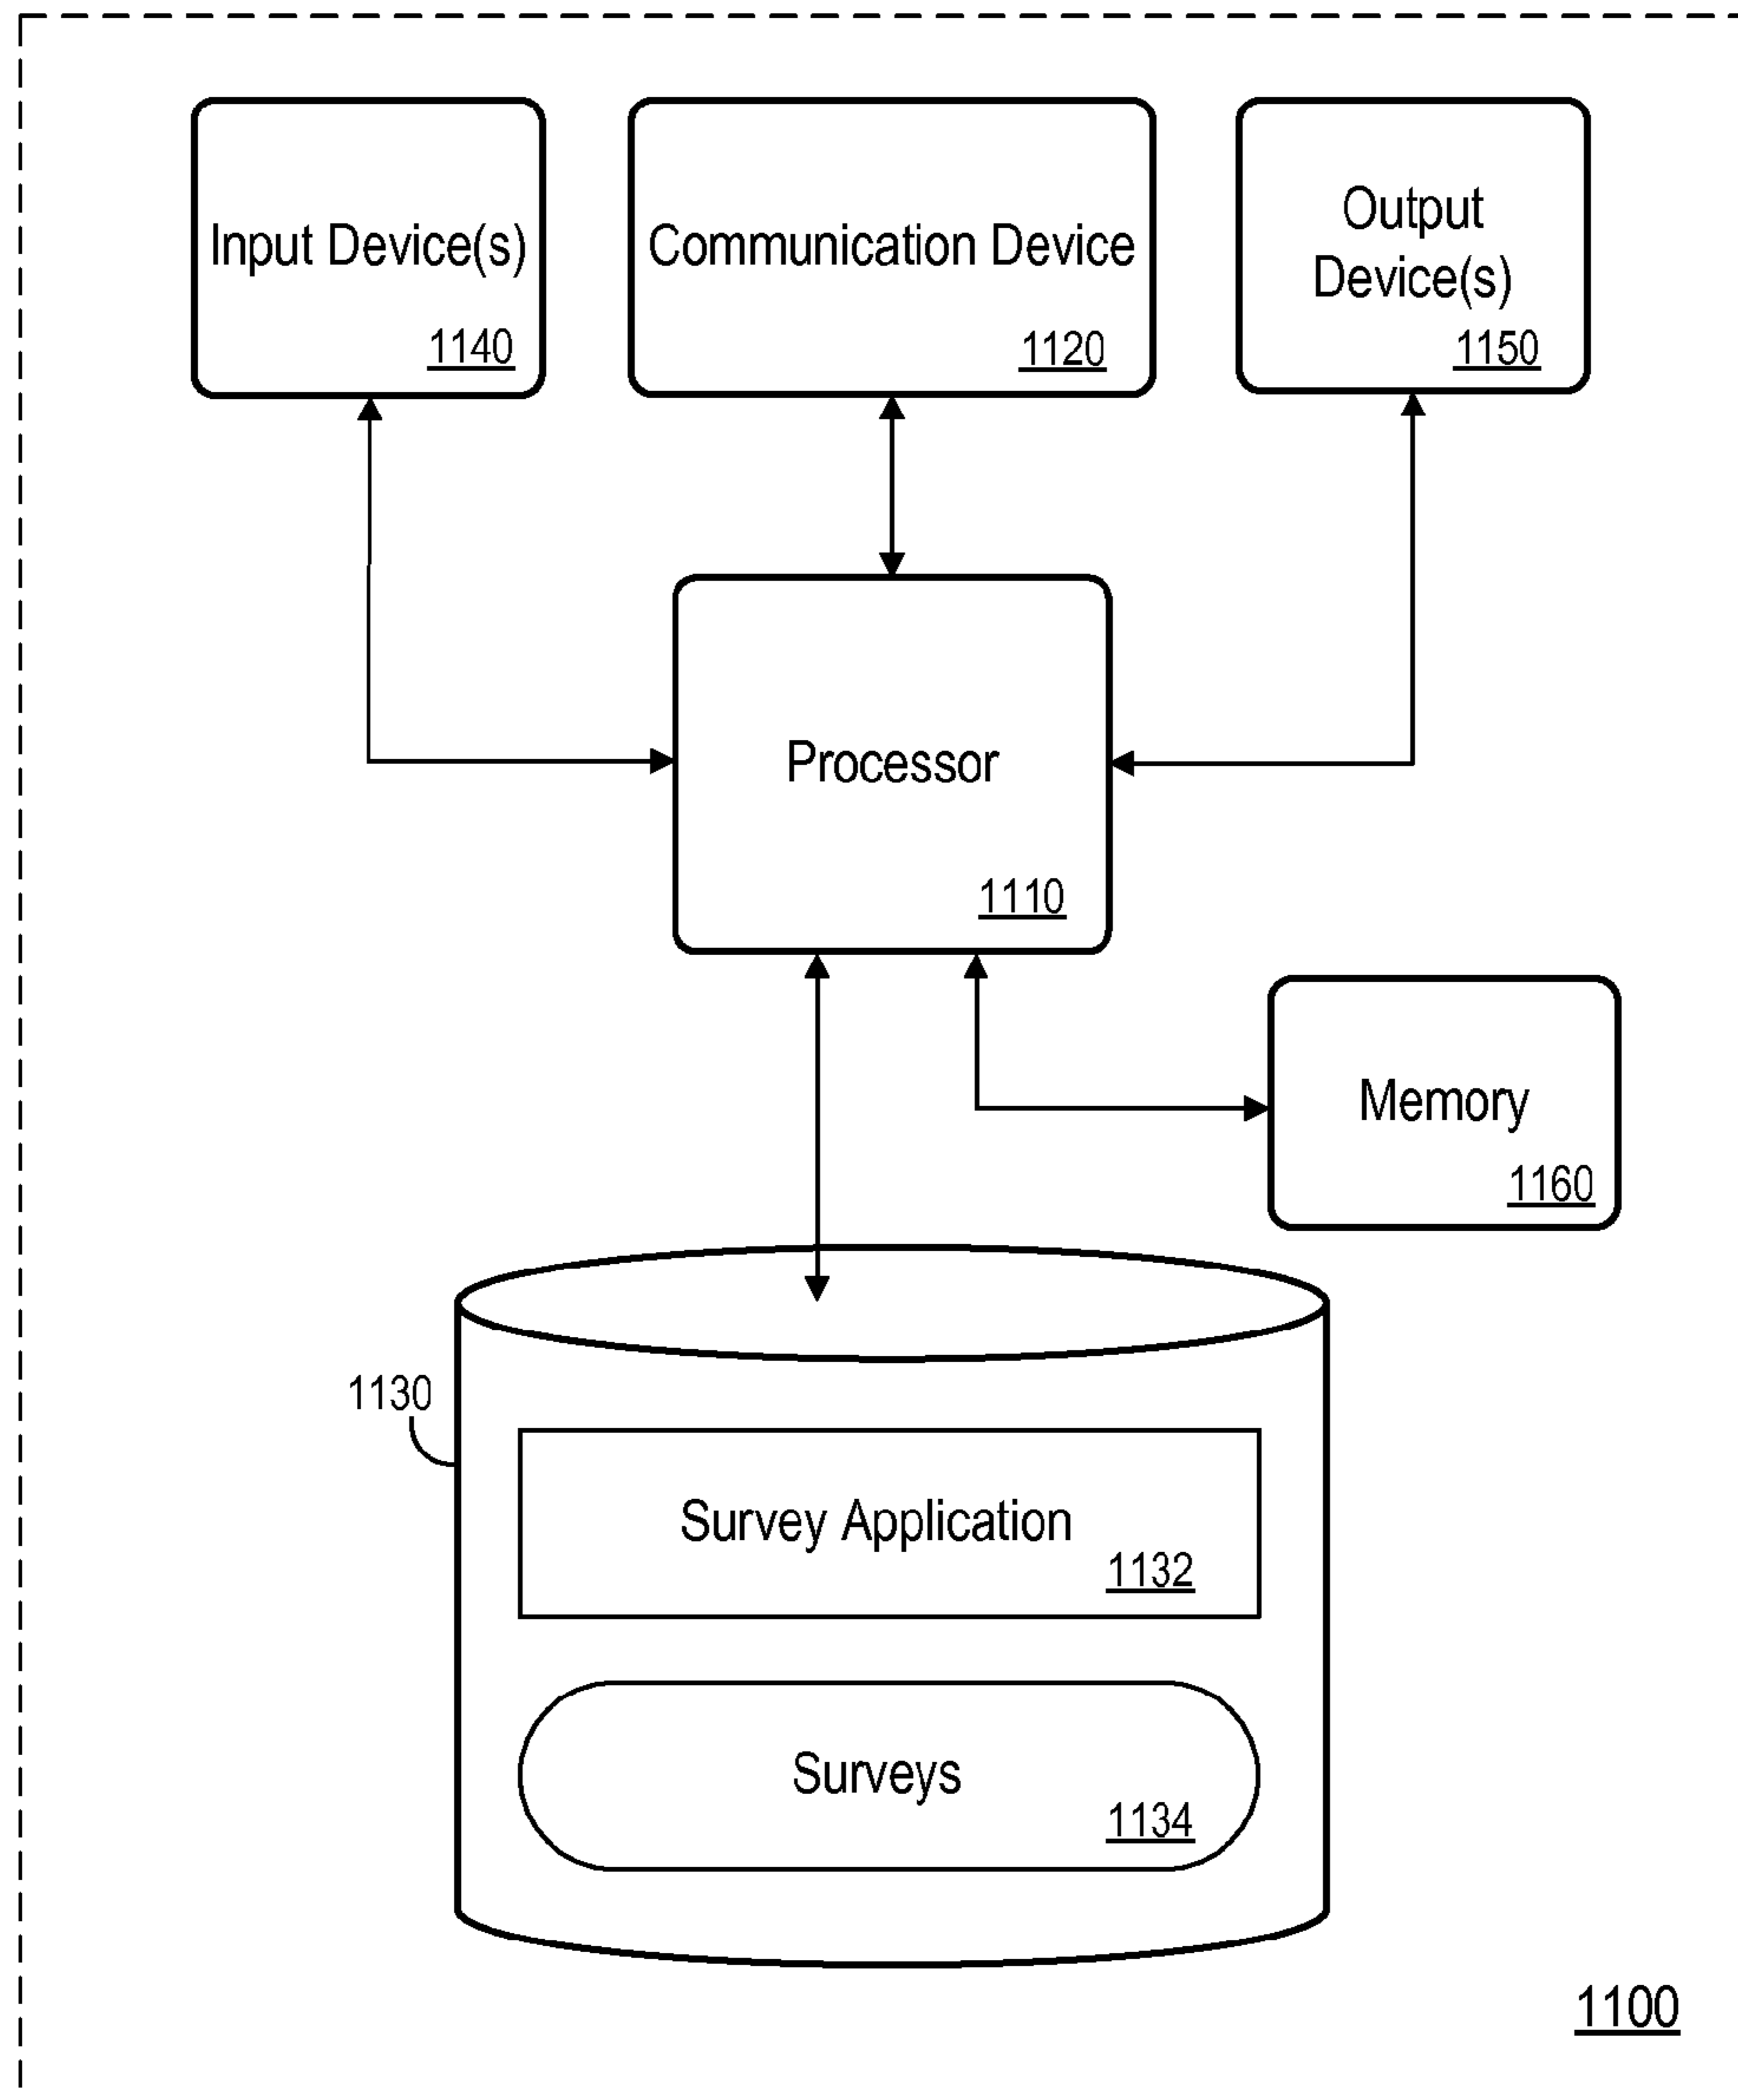 Input Device(s)
1140
Communication Device
1120
Output
Device(s)
1150
Processor
1110
Memory
1160
1130
Survey Application
1132
Surveys
1134
1100